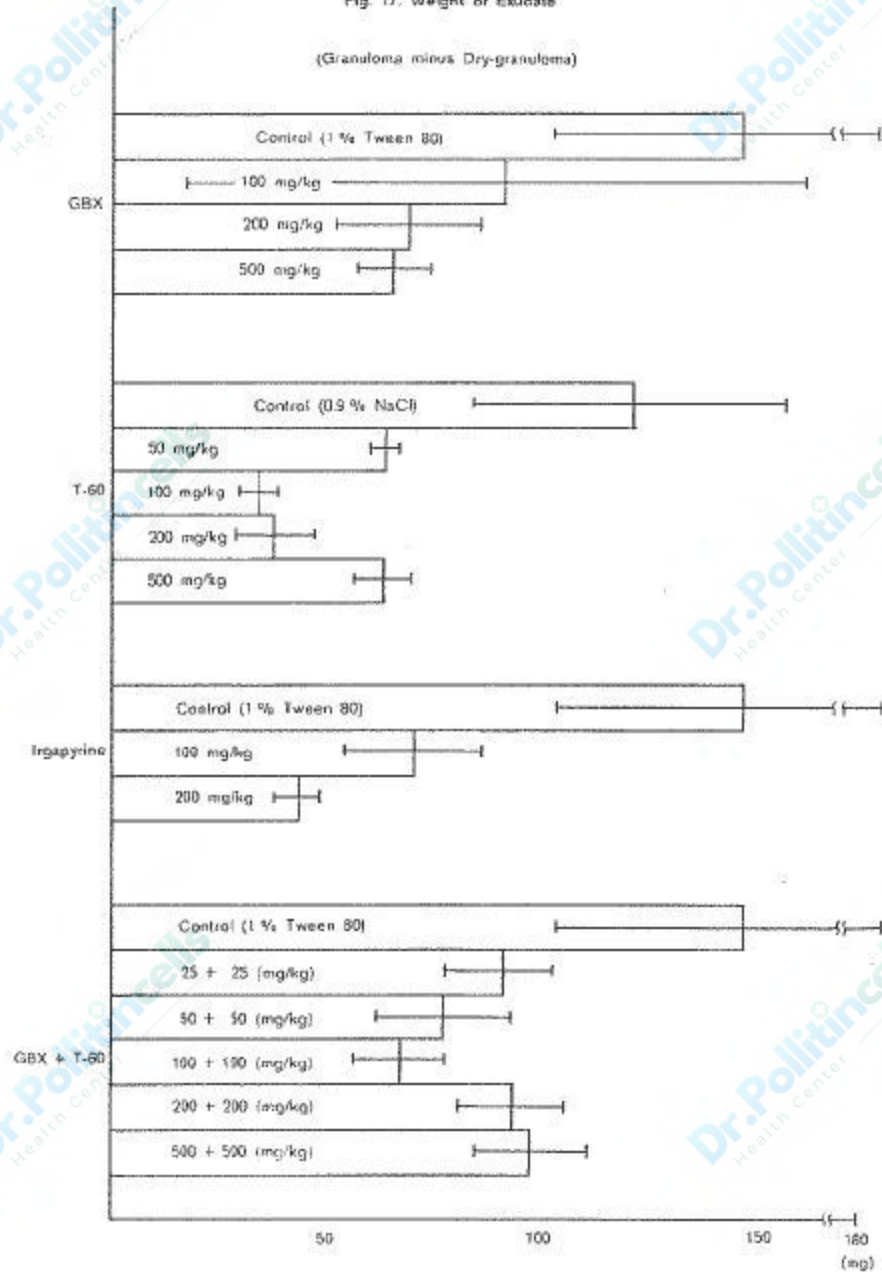 Fig. 17. Weight of Exudate
(Granuloma minus Dry-granuloma)
Control (1 % Tween 80)
100 mg/kg
GBX
200 mg/kg
500 mg/kg
Control (0.9 % NaCl)
50 mg/kg
T-60
100 mg/kg
200 mg/kg
500 mg/kg
Control (1 % Tween 80)
Irgapyrine
100 mg/kg
200 mg/kg
Control (1 % Tween 80)
25 + 25 (mg/kg)
50 + 50 (mg/kg)
GBX + T-60
100 + 100 (mg/kg)
200 + 200 (mg/kg)
500 + 500 (mg/kg)
50 100 150 180
(mg)
Dr.Pollitincells
Health Center